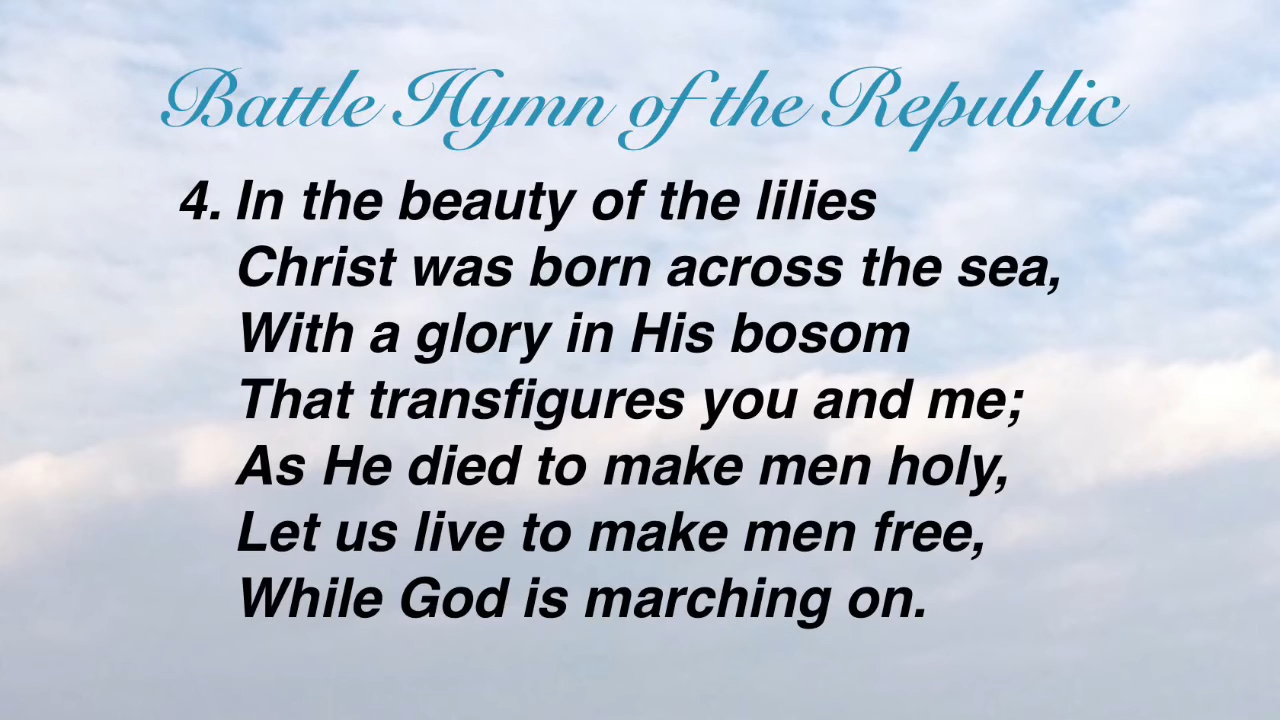 Battle Hymn of the Republic
4. In the beauty of the lilies
Christ was born across the sea,
With a glory in His bosom
That transfigures you and me;
As He died to make men holy,
Let us live to make men free,
While God is marching on.